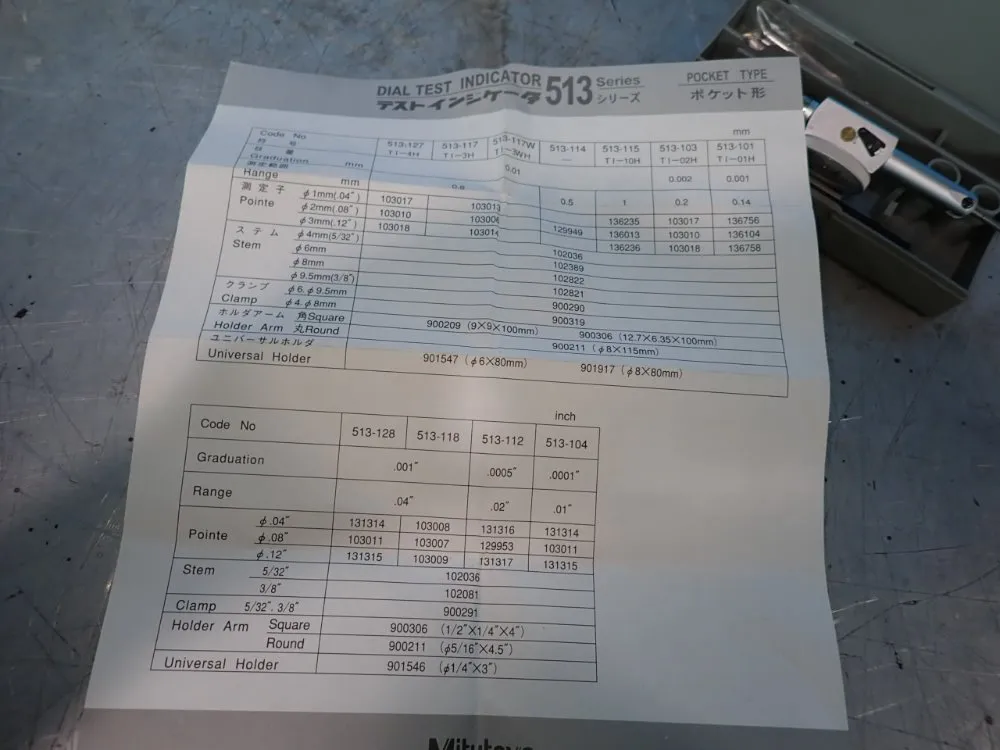 DIAL TEST INDICATOR 513 Series POCKET TYPE
テストインジケータ シリーズ ポケット形
mm
Code No 513-127 513-117 513-117W 513-114 513-115 513-103 513-101
符号 TI-4H TI-3H TI-3WH — TI-10H TI-02H TI-01H
Graduation mm 0.01 0.002 0.001
測定範囲
Range mm 0.8 0.5 1 0.2 0.14
測定子 φ1mm(.04") 103017 103013 136235 103017 136756
Pointe φ2mm(.08") 103010 103006 129949 136013 103010 136104
φ3mm(.12") 103018 103014 136236 103018 136758
ステム φ4mm(5/32") 102036
Stem φ6mm 102389
φ8mm 102822
φ9.5mm(3/8") 102821
クランプ φ6.φ9.5mm 900290
Clamp φ4.φ8mm 900319
ホルダアーム 角Square 900209 (9×9×100mm) 900306 (12.7×6.35×100mm)
Holder Arm 丸Round 900211 (φ8×115mm)
ユニバーサルホルダ
Universal Holder 901547 (φ6×80mm) 901917 (φ8×80mm)
inch
Code No 513-128 513-118 513-112 513-104
Graduation .001" .0005" .0001"
Range .04" .02" .01"
φ.04" 131314 103008 131316 131314
Pointe φ.08" 103011 103007 129953 103011
φ.12" 131315 103009 131317 131315
Stem 5/32" 102036
3/8" 102081
Clamp 5/32".3/8" 900291
Holder Arm Square 900306 (1/2"×1/4"×4")
Round 900211 (φ5/16"×4.5")
Universal Holder 901546 (φ1/4"×3")
Mitutoyo